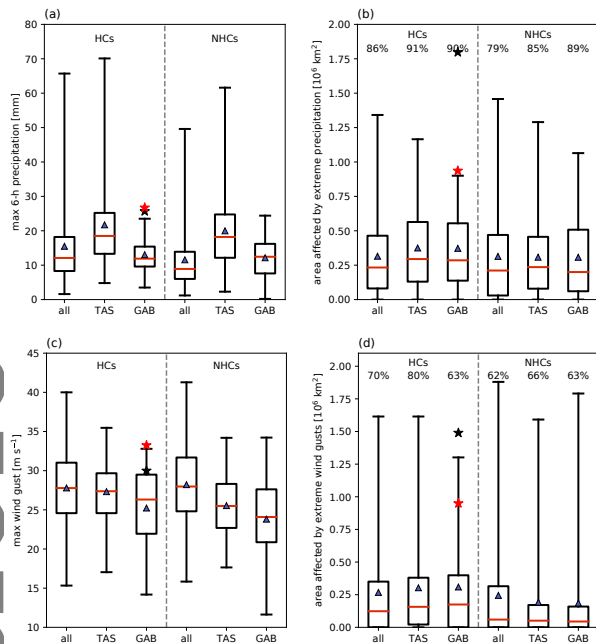 (a)
HCs NHCs
max 6-h precipitation [mm]
80
70
60
50
40
30
20
10
0
all TAS GAB all TAS GAB
(b)
HCs NHCs
86% 91% 90% 79% 85% 89%
area affected by extreme precipitation [10⁶ km²]
2.00
1.75
1.50
1.25
1.00
0.75
0.50
0.25
0.00
all TAS GAB all TAS GAB
(c)
HCs NHCs
max wind gust [m s⁻¹]
45
40
35
30
25
20
15
10
all TAS GAB all TAS GAB
(d)
HCs NHCs
70% 80% 63% 62% 66% 63%
area affected by extreme wind gusts [10⁶ km²]
2.00
1.75
1.50
1.25
1.00
0.75
0.50
0.25
0.00
all TAS GAB all TAS GAB